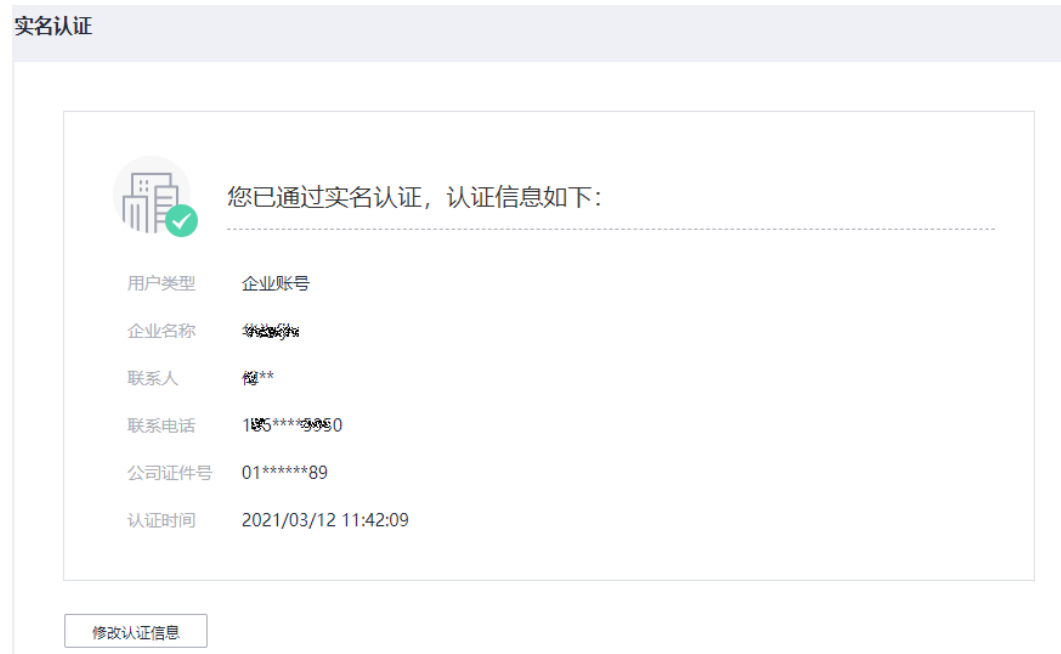 实名认证
您已通过实名认证，认证信息如下：
用户类型 企业账号
企业名称
联系人 **
联系电话
公司证件号 01******89
认证时间 2021/03/12 11:42:09
修改认证信息